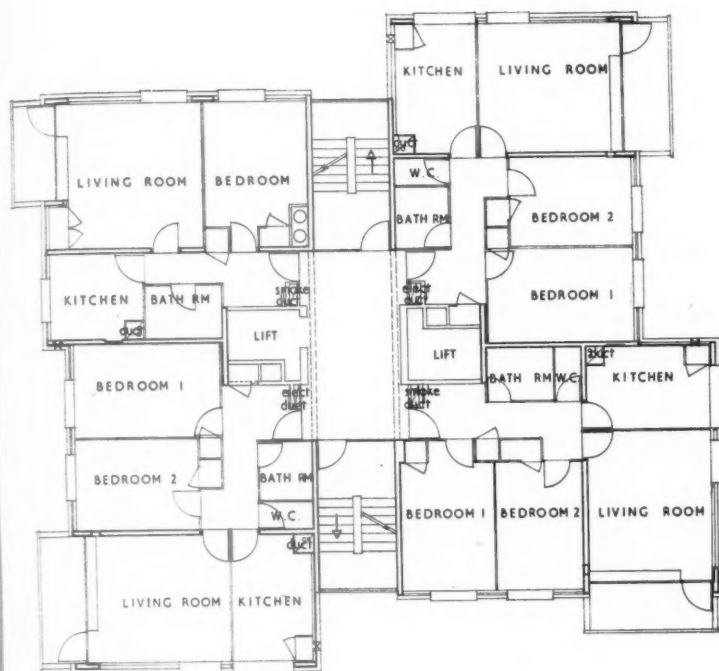 KITCHEN
LIVING ROOM
duct
LIVING ROOM
BEDROOM
W.C.
BATH RM
BEDROOM 2
KITCHEN
BATH RM
smoke
duct
elect
duct
BEDROOM 1
duct
LIFT
LIFT
duct
BEDROOM 1
BATH RM
W.C.
KITCHEN
elect
duct
smoke
duct
BEDROOM 2
BATH RM
W.C.
BEDROOM 1
BEDROOM 2
LIVING ROOM
duct
LIVING ROOM
KITCHEN